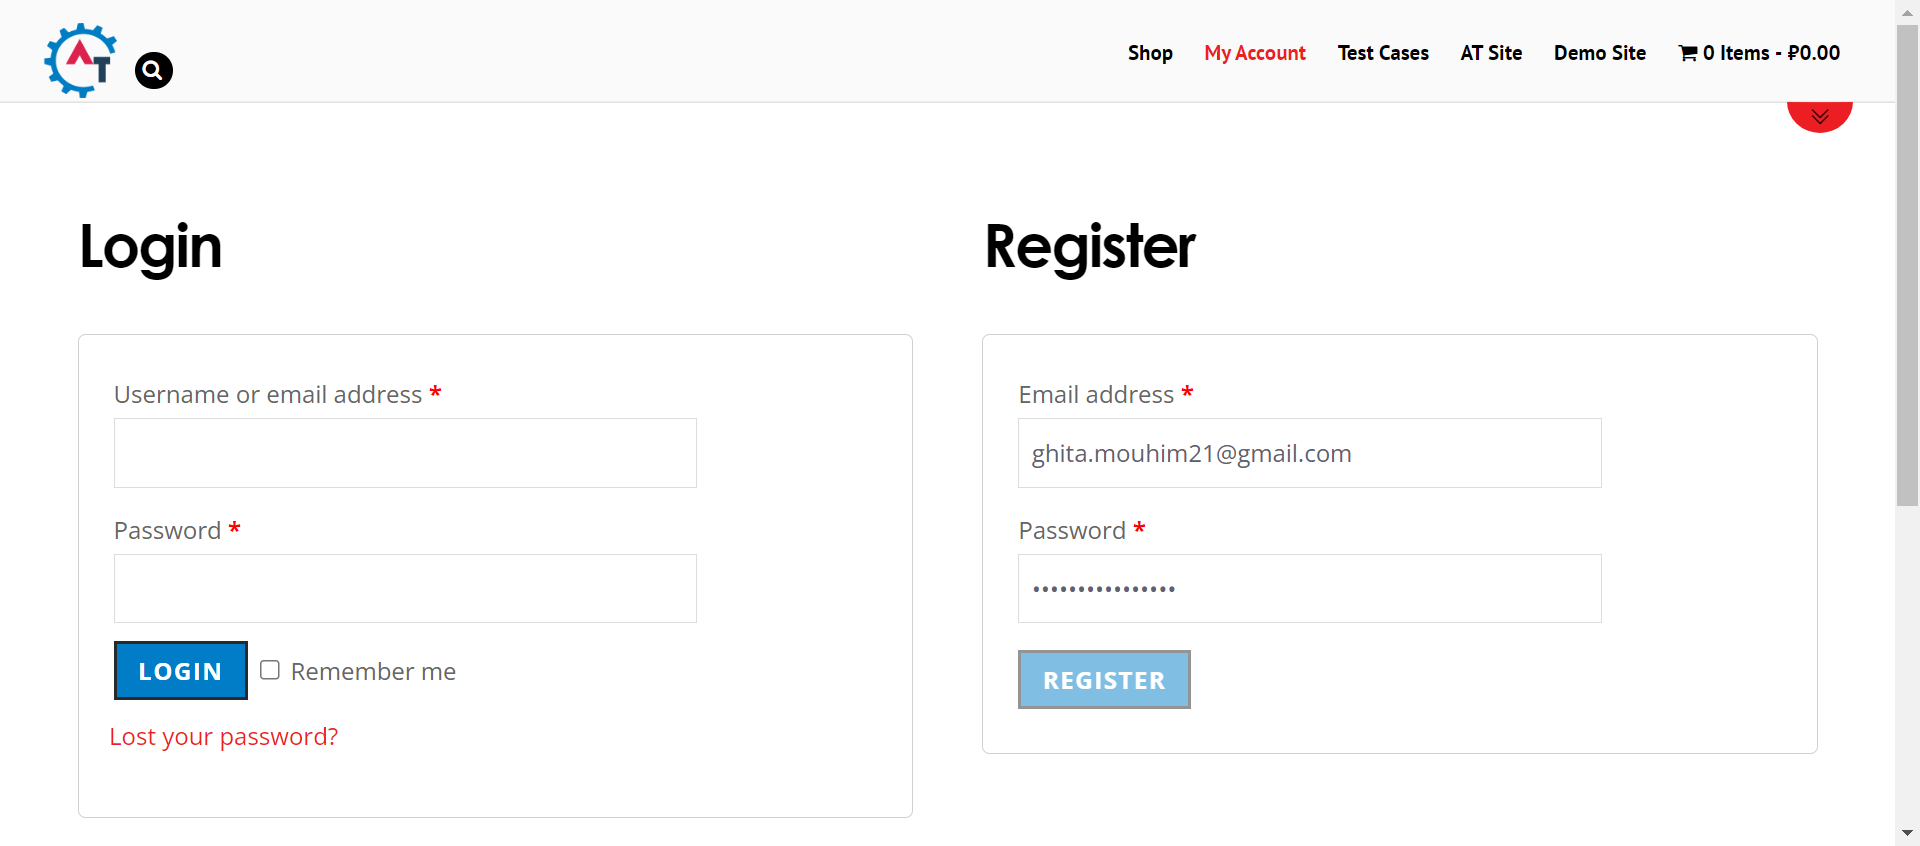 AT
Shop My Account Test Cases AT Site Demo Site 0 Items - ₽0.00
Login
Username or email address *
Password *
LOGIN Remember me
Lost your password?
Register
Email address *
ghita.mouhim21@gmail.com
Password *
••••••••••••••••
REGISTER